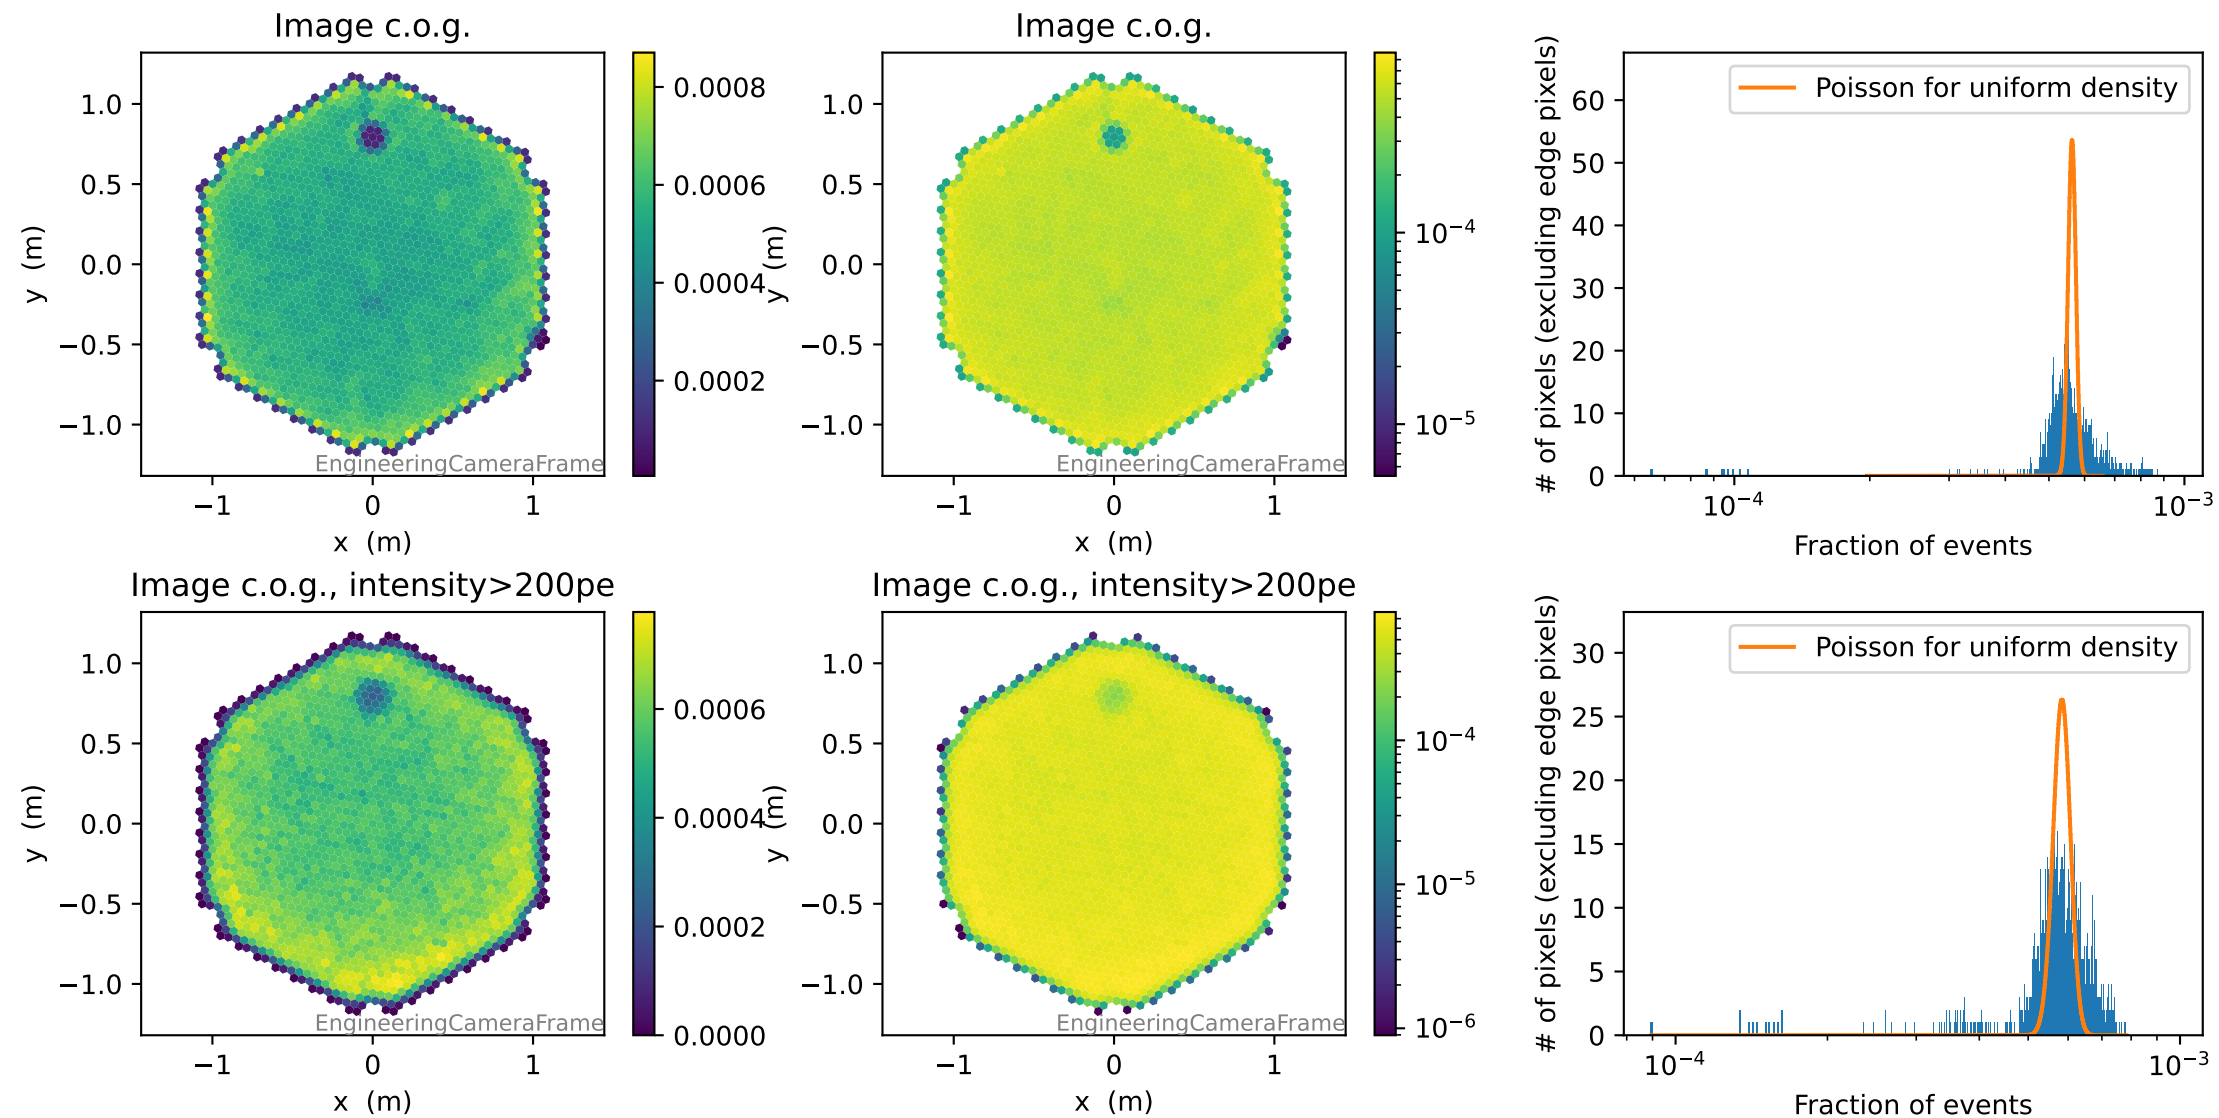 Image c.o.g.
1.0
0.5
0.0
−0.5
−1.0
y (m)
−1
0
1
x (m)
EngineeringCameraFrame
0.0008
0.0006
0.0004
0.0002
Image c.o.g.
1.0
0.5
0.0
−0.5
−1.0
y (m)
−1
0
1
x (m)
EngineeringCameraFrame
10⁻⁴
10⁻⁵
Poisson for uniform density
60
50
40
30
20
10
0
# of pixels (excluding edge pixels)
10⁻⁴
10⁻³
Fraction of events
Image c.o.g., intensity>200pe
1.0
0.5
0.0
−0.5
−1.0
y (m)
−1
0
1
x (m)
EngineeringCameraFrame
0.0006
0.0004
0.0002
0.0000
Image c.o.g., intensity>200pe
1.0
0.5
0.0
−0.5
−1.0
y (m)
−1
0
1
x (m)
EngineeringCameraFrame
10⁻⁴
10⁻⁵
10⁻⁶
Poisson for uniform density
30
25
20
15
10
5
0
# of pixels (excluding edge pixels)
10⁻⁴
10⁻³
Fraction of events